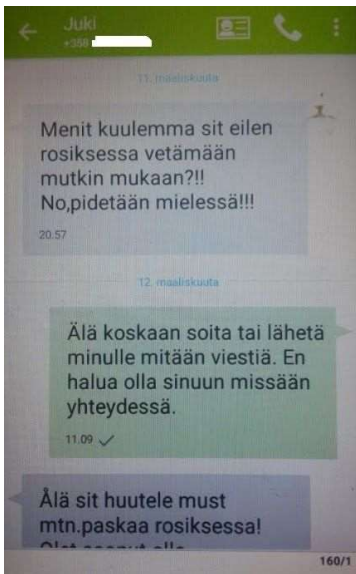 Juki
+358
11. maaliskuuta
Menit kuulemma sit eilen
rosiksessa vetämään
mutkin mukaan?!!
No,pidetään mielessä!!!
20.57
12. maaliskuuta
Älä koskaan soita tai lähetä
minulle mitään viestiä. En
halua olla sinuun missään
yhteydessä.
11.09
Älä sit huutele must
mtn.paskaa rosiksessa!
160/1